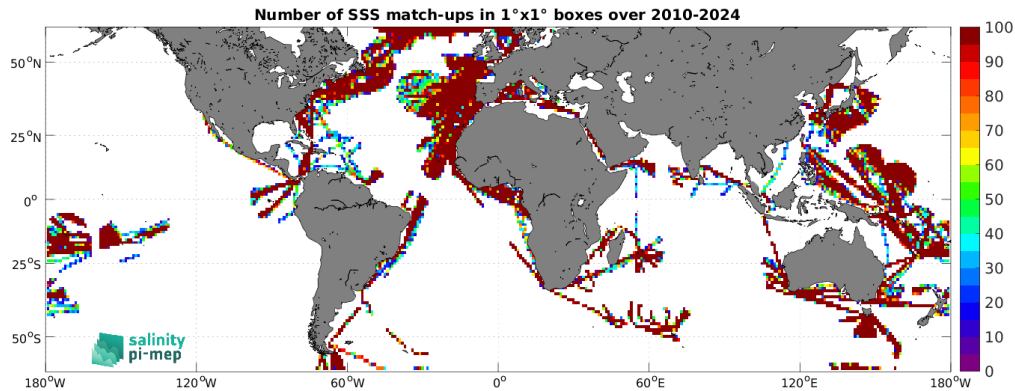 Number of SSS match-ups in 1°x1° boxes over 2010-2024
50°N
25°N
0°
25°S
50°S
180°W
120°W
60°W
0°
60°E
120°E
180°W
100
90
80
70
60
50
40
30
20
10
0
salinity
pi-mep